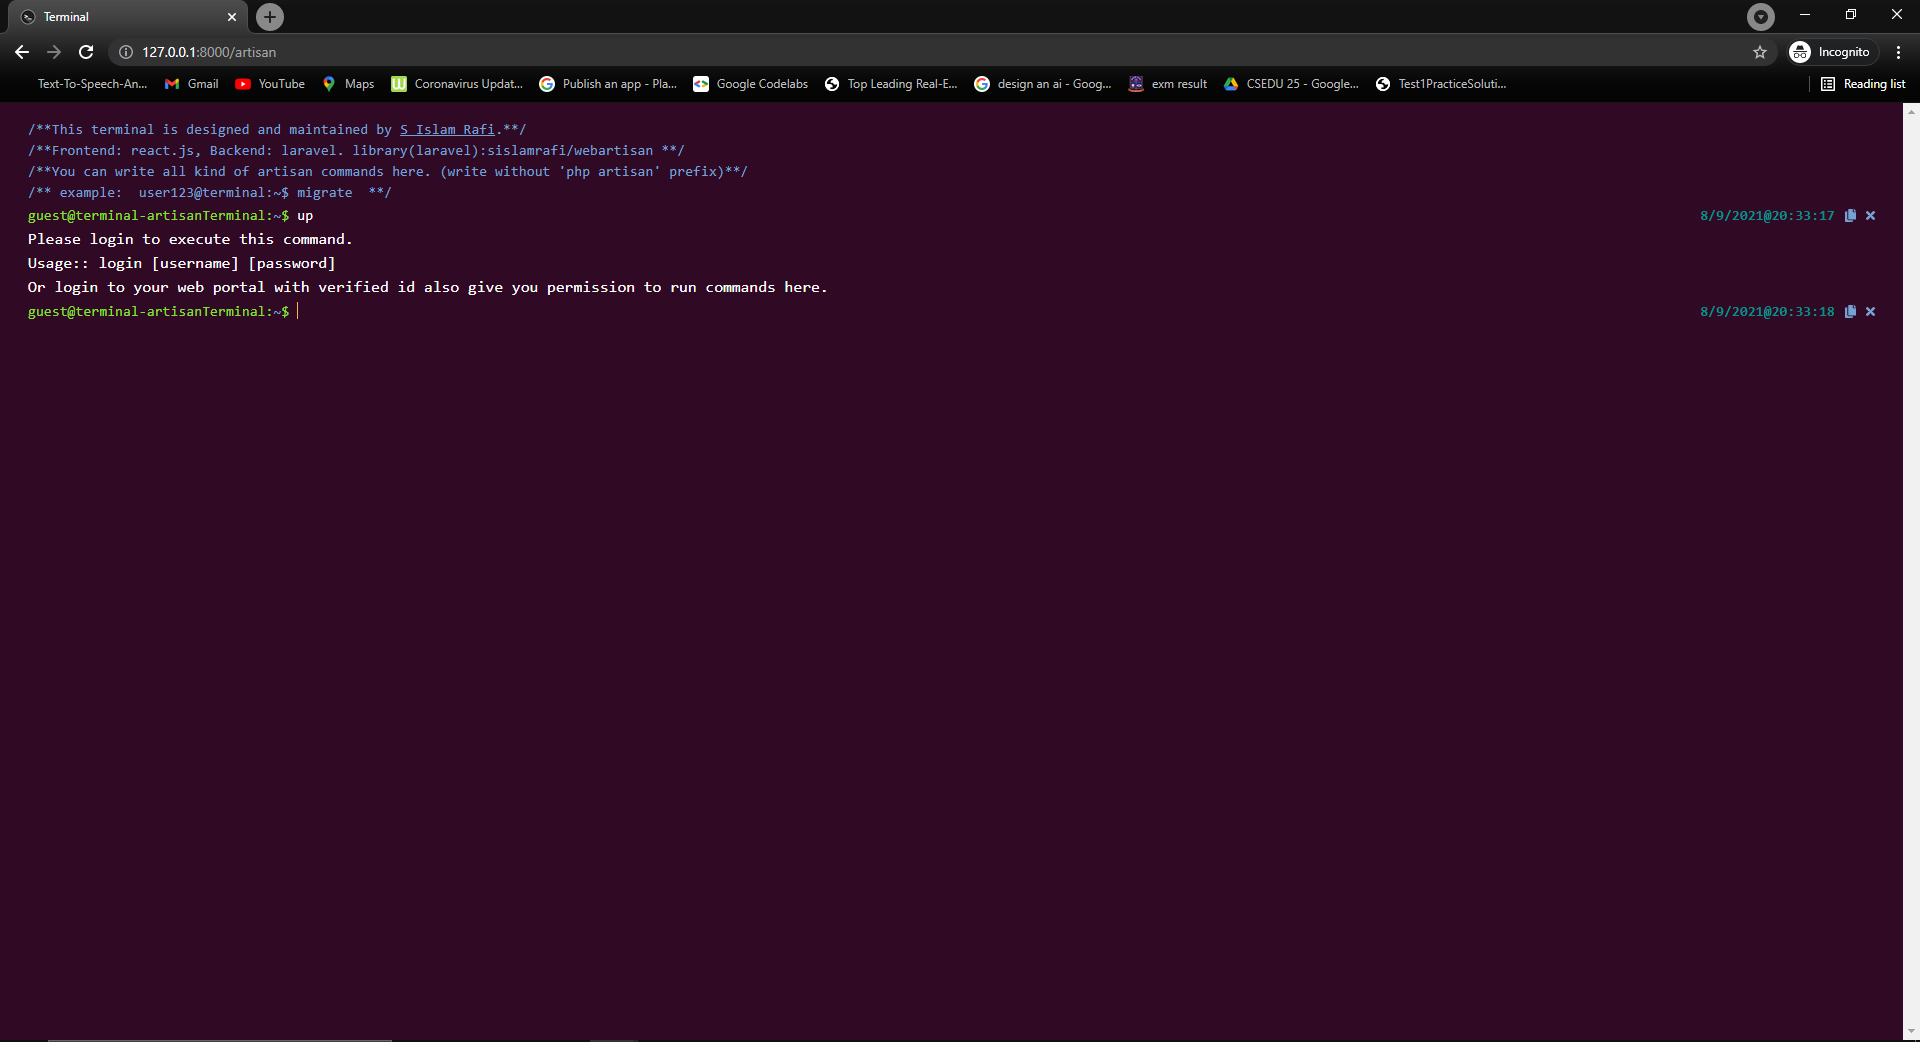 Terminal
127.0.0.1:8000/artisan
Incognito
Text-To-Speech-An... Gmail YouTube Maps Coronavirus Updat... Publish an app - Pla... Google Codelabs Top Leading Real-E... design an ai - Goog... exm result CSEDU 25 - Google... Test1PracticeSoluti... Reading list
/**This terminal is designed and maintained by S Islam Rafi.**/
/**Frontend: react.js, Backend: laravel. library(laravel):sislamrafi/webartisan **/
/**You can write all kind of artisan commands here. (write without 'php artisan' prefix)**/
/** example:  user123@terminal:~$ migrate  **/
guest@terminal-artisanTerminal:~$ up 8/9/2021@20:33:17
Please login to execute this command.
Usage:: login [username] [password]
Or login to your web portal with verified id also give you permission to run commands here.
guest@terminal-artisanTerminal:~$ 8/9/2021@20:33:18